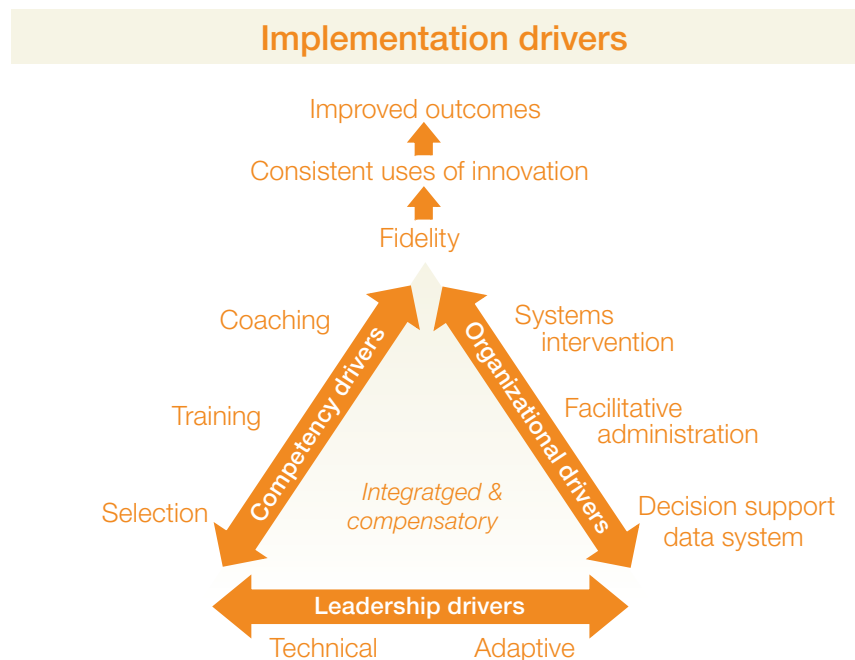 Implementation drivers
Improved outcomes
Consistent uses of innovation
Fidelity
Coaching
Training
Selection
Competency drivers
Organizational drivers
Systems
intervention
Facilitative
administration
Decision support
data system
Integratged &
compensatory
Leadership drivers
Technical
Adaptive